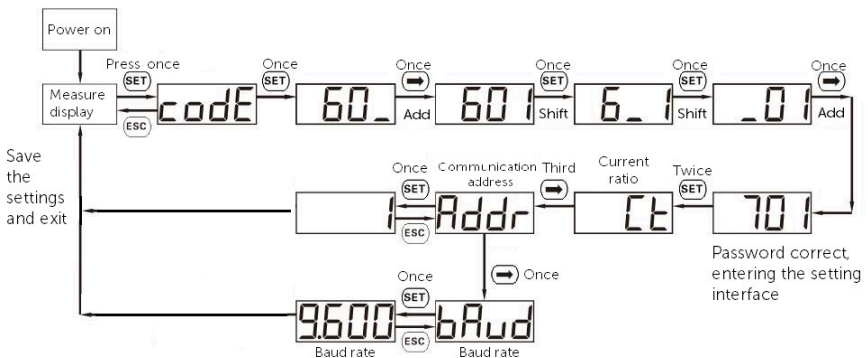 Power on
Press once
SET
Measure
display
ESC
codE
Once
SET
60_
Once
Add
601
Once
SET
Shift
6_1
Once
SET
Shift
_01
Once
Add
701
Password correct,
entering the setting
interface
Twice
SET
Current
ratio
Ct
Third
Communication
address
Addr
Once
SET
ESC
1
Save
the
settings
and exit
Once
bAud
Baud rate
Once
SET
ESC
9.600
Baud rate